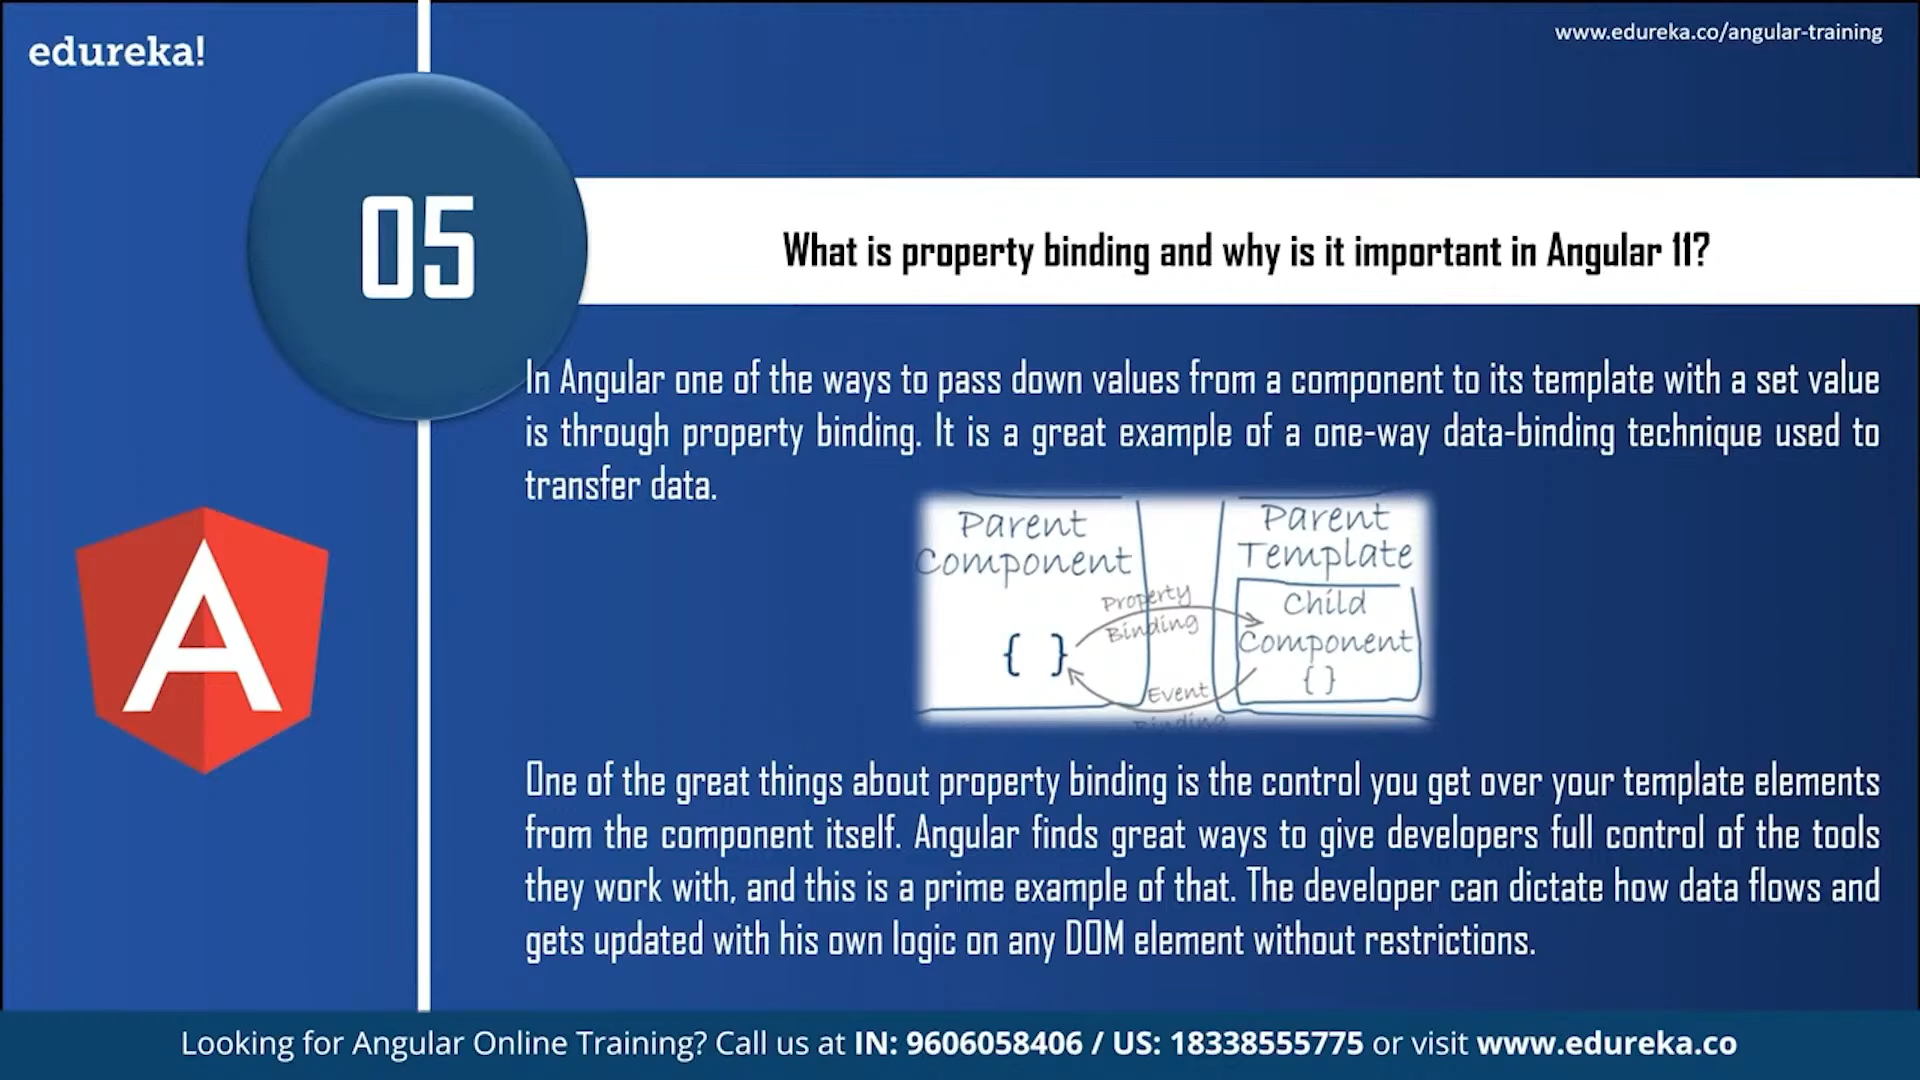 edureka!
www.edureka.co/angular-training
05
What is property binding and why is it important in Angular 11?
In Angular one of the ways to pass down values from a component to its template with a set value
is through property binding. It is a great example of a one-way data-binding technique used to
transfer data.
Parent
Component
{ }
Property
Binding
Event
Binding
Parent
Template
Child
Component
{ }
One of the great things about property binding is the control you get over your template elements
from the component itself. Angular finds great ways to give developers full control of the tools
they work with, and this is a prime example of that. The developer can dictate how data flows and
gets updated with his own logic on any DOM element without restrictions.
Looking for Angular Online Training? Call us at IN: 9606058406 / US: 18338555775 or visit www.edureka.co